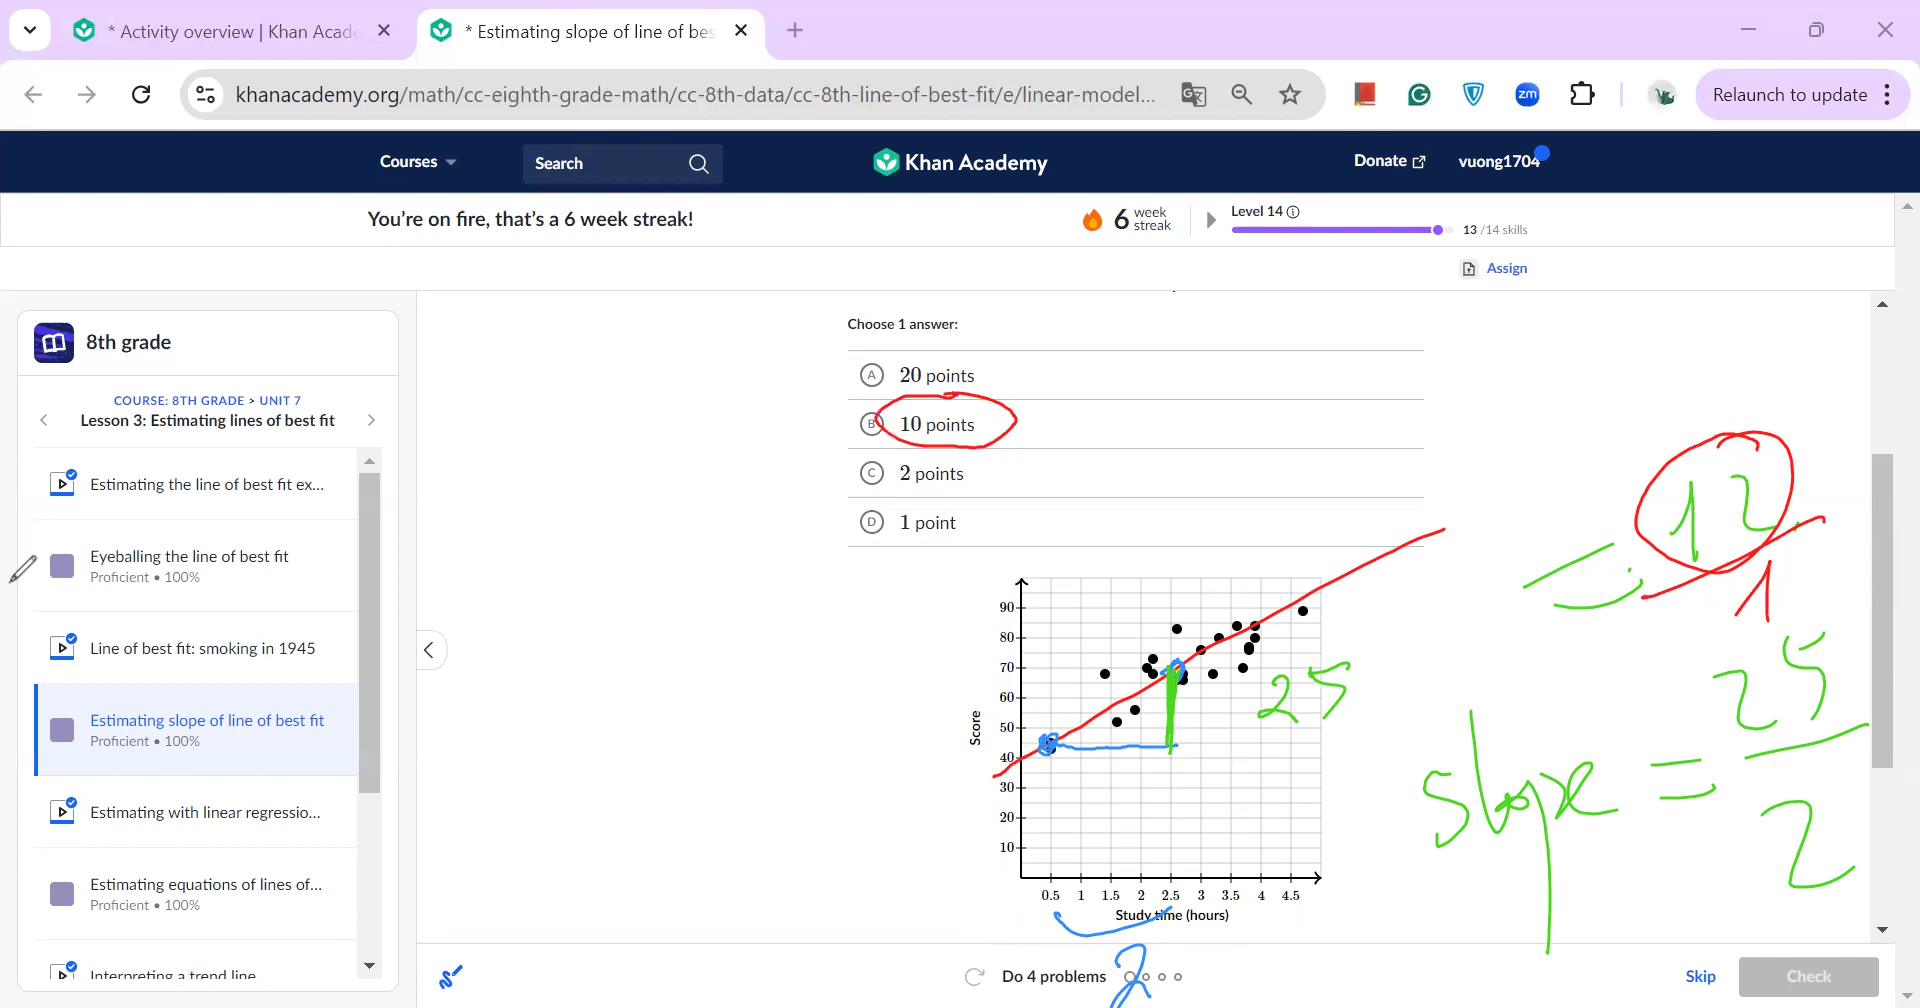 * Activity overview | Khan Acade
* Estimating slope of line of bes
khanacademy.org/math/cc-eighth-grade-math/cc-8th-data/cc-8th-line-of-best-fit/e/linear-model...
zm
Relaunch to update
Courses
Search
Khan Academy
Donate
vuong1704
You're on fire, that's a 6 week streak!
6 week streak
Level 14
13 /14 skills
Assign
8th grade
COURSE: 8TH GRADE > UNIT 7
Lesson 3: Estimating lines of best fit
Estimating the line of best fit ex...
Eyeballing the line of best fit
Proficient • 100%
Line of best fit: smoking in 1945
Estimating slope of line of best fit
Proficient • 100%
Estimating with linear regressio...
Estimating equations of lines of...
Proficient • 100%
Interpreting a trend line
Choose 1 answer:
A 20 points
B 10 points
C 2 points
D 1 point
90
80
70
60
50
40
30
20
10
Score
0.5 1 1.5 2 2.5 3 3.5 4 4.5
Study time (hours)
25
2
slope = 25
2
= 12
1
Do 4 problems
Skip
Check